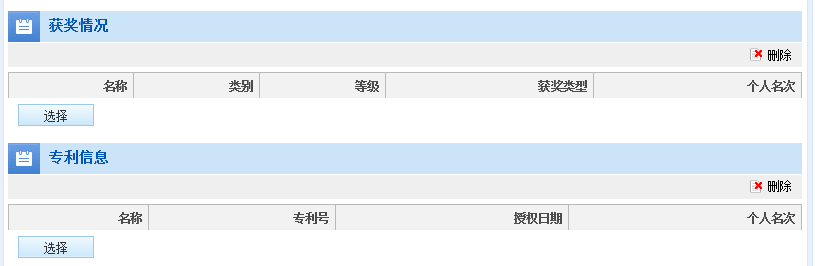 获奖情况
删除
名称 类别 等级 获奖类型 个人名次
选择
专利信息
删除
名称 专利号 授权日期 个人名次
选择